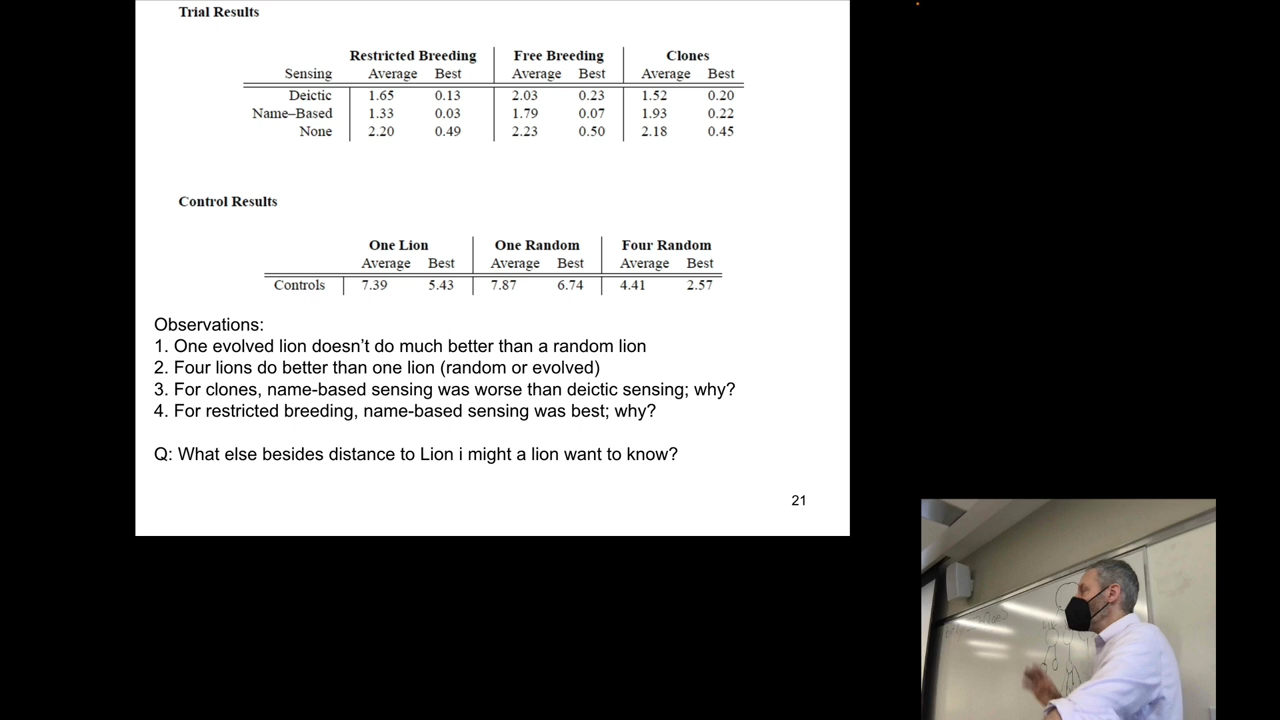 Trial Results
Restricted Breeding Free Breeding Clones
Sensing Average Best Average Best Average Best
Deictic 1.65 0.13 2.03 0.23 1.52 0.20
Name–Based 1.33 0.03 1.79 0.07 1.93 0.22
None 2.20 0.49 2.23 0.50 2.18 0.45
Control Results
One Lion One Random Four Random
Average Best Average Best Average Best
Controls 7.39 5.43 7.87 6.74 4.41 2.57
Observations:
1. One evolved lion doesn’t do much better than a random lion
2. Four lions do better than one lion (random or evolved)
3. For clones, name-based sensing was worse than deictic sensing; why?
4. For restricted breeding, name-based sensing was best; why?
Q: What else besides distance to Lion i might a lion want to know?
21